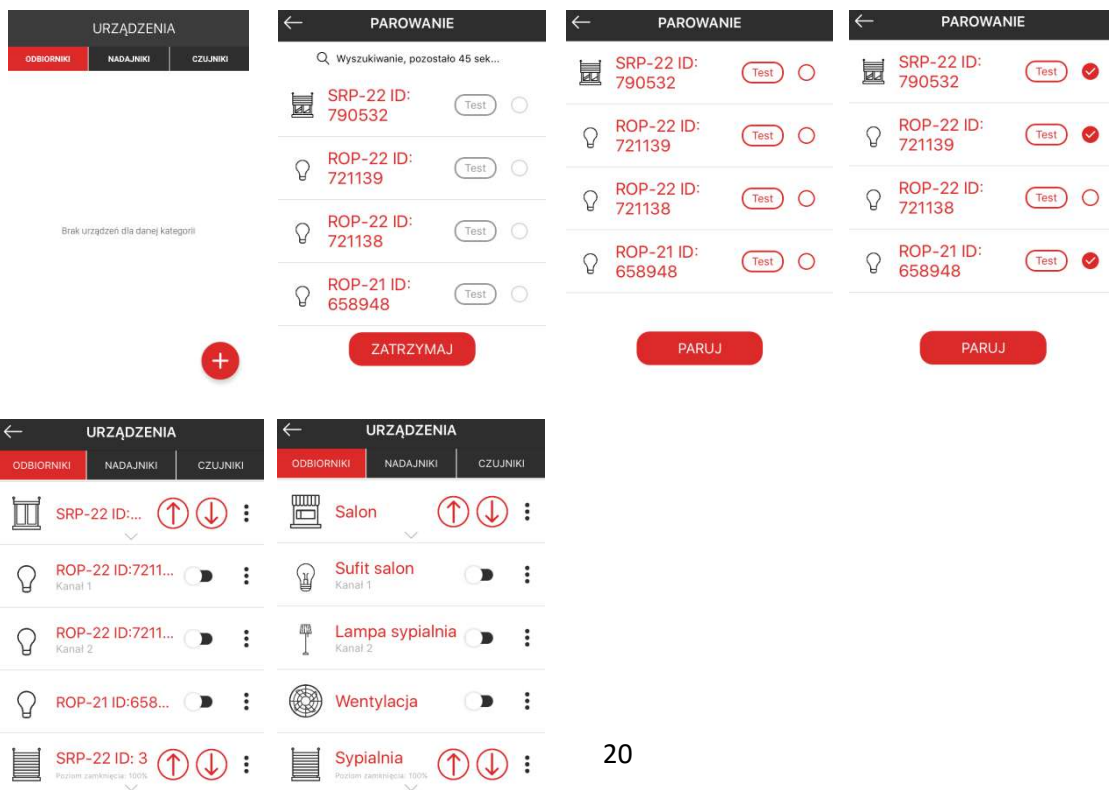 URZĄDZENIA
ODBIORNIKI NADAJNIKI CZUJNIKI
Brak urządzeń dla danej kategorii
+
PAROWANIE
Wyszukiwanie, pozostało 45 sek...
SRP-22 ID:
790532
Test
ROP-22 ID:
721139
Test
ROP-22 ID:
721138
Test
ROP-21 ID:
658948
Test
ZATRZYMAJ
PAROWANIE
SRP-22 ID:
790532
Test
ROP-22 ID:
721139
Test
ROP-22 ID:
721138
Test
ROP-21 ID:
658948
Test
PARUJ
PAROWANIE
SRP-22 ID:
790532
Test
ROP-22 ID:
721139
Test
ROP-22 ID:
721138
Test
ROP-21 ID:
658948
Test
PARUJ
URZĄDZENIA
ODBIORNIKI NADAJNIKI CZUJNIKI
SRP-22 ID:...
ROP-22 ID:7211...
Kanał 1
ROP-22 ID:7211...
Kanał 2
ROP-21 ID:658...
SRP-22 ID: 3
Poziom zamknięcia: 100%
URZĄDZENIA
ODBIORNIKI NADAJNIKI CZUJNIKI
Salon
Sufit salon
Kanał 1
Lampa sypialnia
Kanał 2
Wentylacja
Sypialnia
Poziom zamknięcia: 100%
20